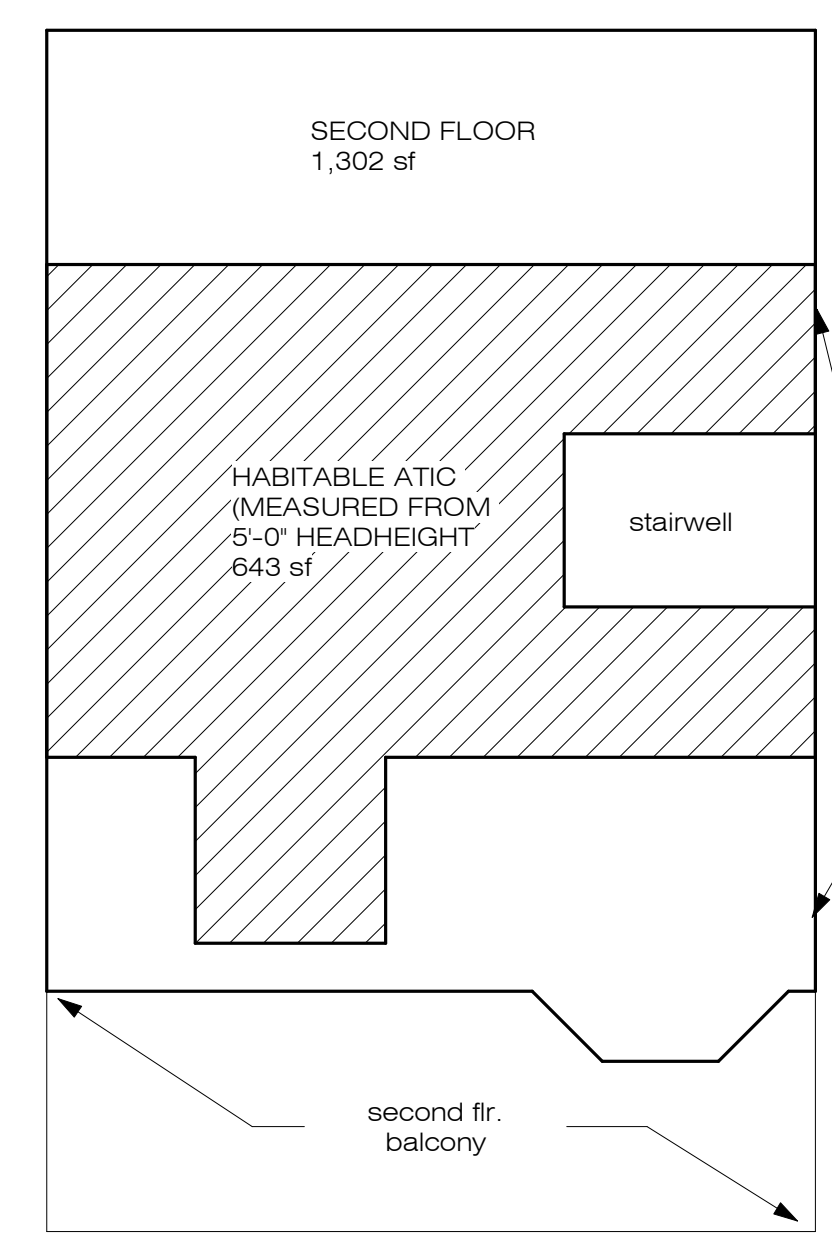 SECOND FLOOR
1,302 sf
HABITABLE ATIC
(MEASURED FROM
5'-0" HEADHEIGHT
643 sf
stairwell
second flr.
balcony